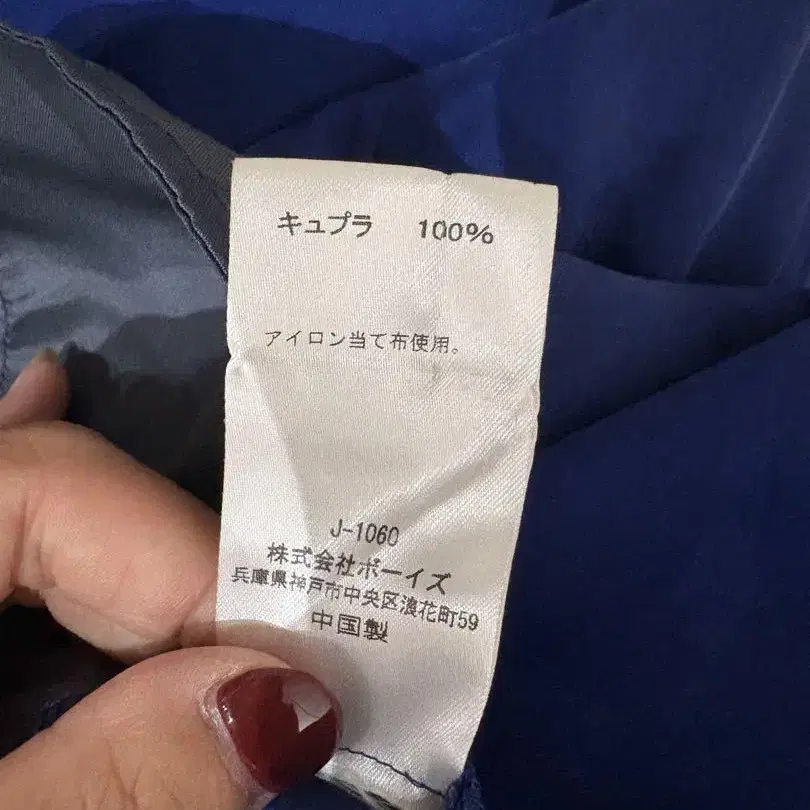 キュプラ 100%
アイロン当て布使用。
J-1060
株式会社ボーイズ
兵庫県神戸市中央区浪花町59
中国製